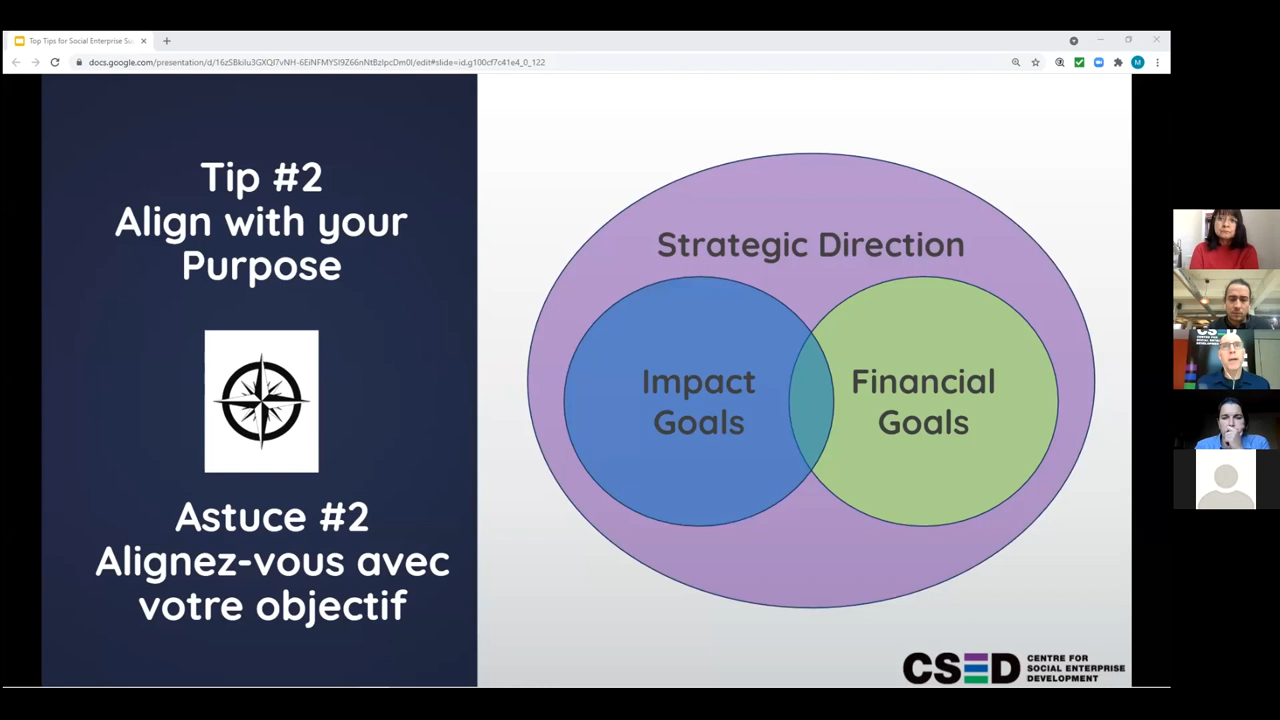 Top Tips for Social Enterprise Su
docs.google.com/presentation/d/16zSBkilu3GXQl7vNH-6EiNFMYSI9Z66nNtBzlpcDm0I/edit#slide=id.g100cf7c41e4_0_122
M
Tip #2
Align with your
Purpose
Astuce #2
Alignez-vous avec
votre objectif
Strategic Direction
Impact
Goals
Financial
Goals
CSED
CENTRE FOR
SOCIAL ENTERPRISE
DEVELOPMENT